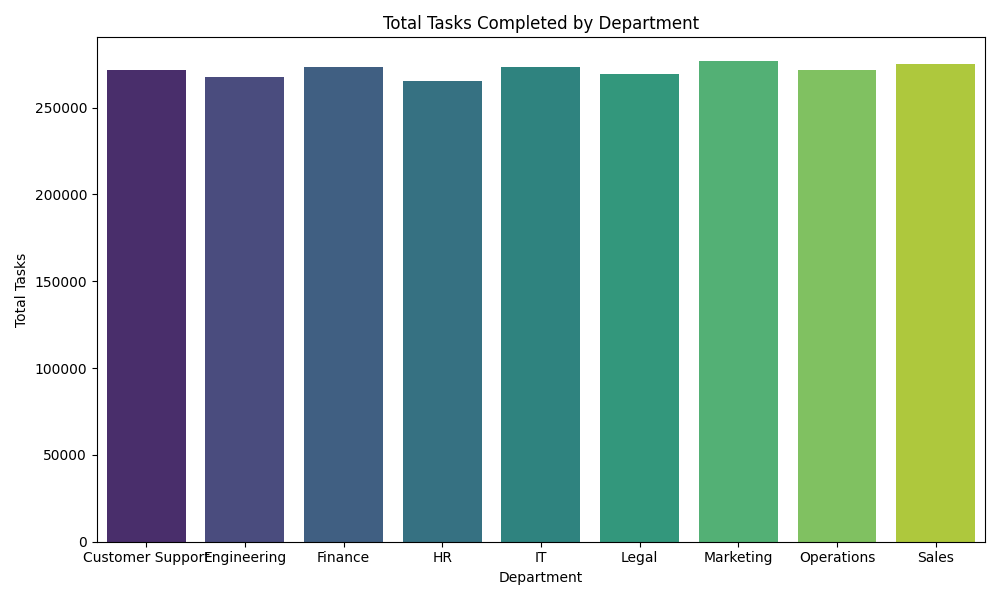 Total Tasks Completed by Department
Total Tasks
250000
200000
150000
100000
50000
0
Customer Support Engineering Finance HR IT Legal Marketing Operations Sales
Department